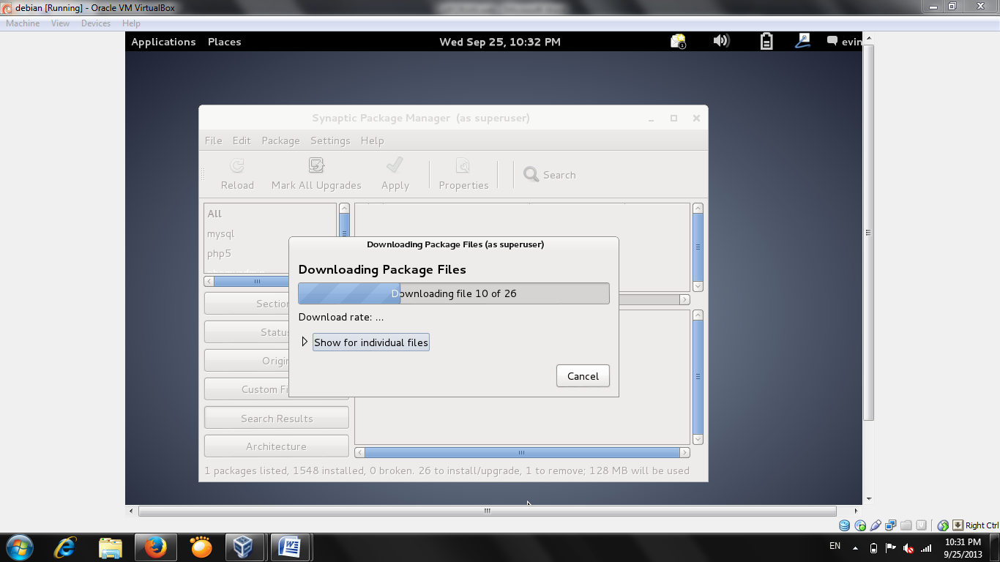 debian [Running] - Oracle VM VirtualBox
Machine View Devices Help
Applications Places Wed Sep 25, 10:32 PM 1 evin
Synaptic Package Manager (as superuser)
File Edit Package Settings Help
Reload Mark All Upgrades Apply Properties Search
All
mysql
php5
Downloading Package Files (as superuser)
Downloading Package Files
Downloading file 10 of 26
Download rate: ...
Show for individual files
Cancel
Section
Status
Origin
Custom Fi
Search Results
Architecture
1 packages listed, 1548 installed, 0 broken. 26 to install/upgrade, 1 to remove; 128 MB will be used
Right Ctrl
EN 10:31 PM
9/25/2013